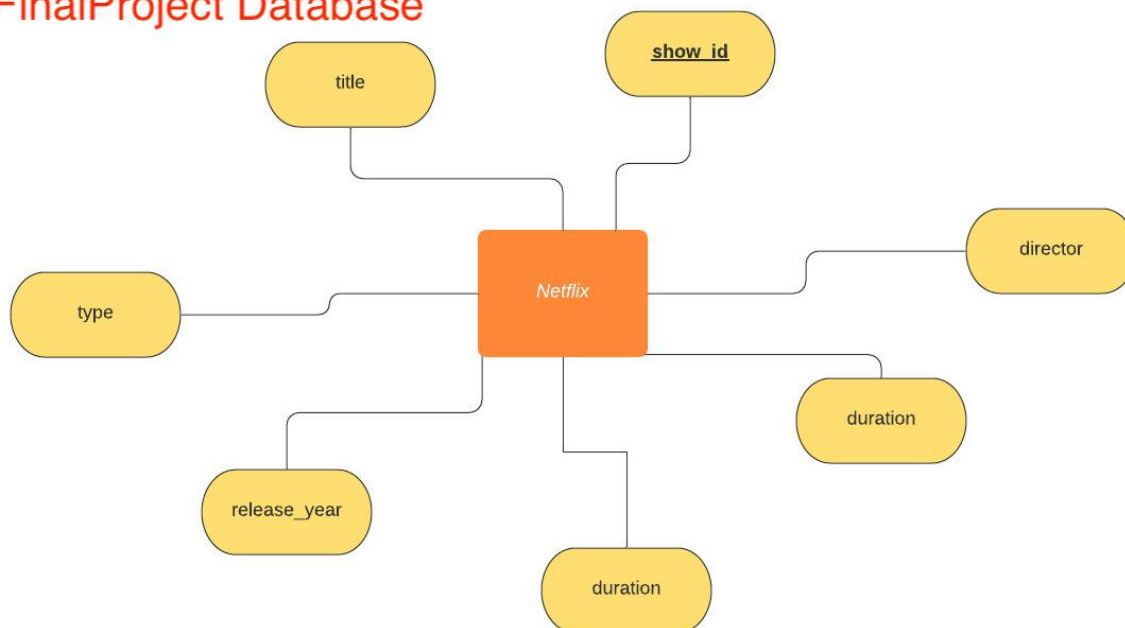 FinalProject Database
show_id
title
director
Netflix
type
duration
release_year
duration